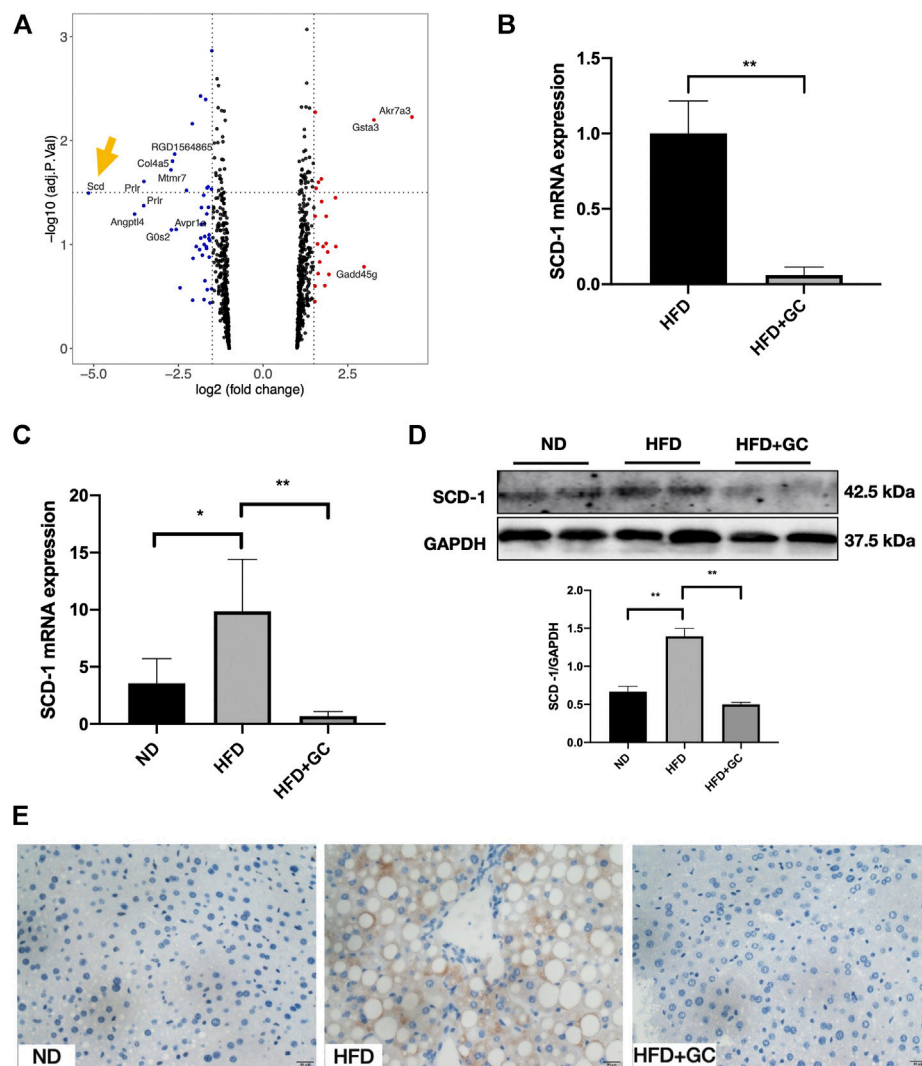 A
3
2
1
0
−log10 (adj.P.Val)
−5.0
−2.5
0.0
2.5
log2 (fold change)
Akr7a3
Gsta3
RGD1564865
Col4a5
Mtmr7
Scd
Prlr
Prlr
Angptl4
Avpr1a
G0s2
Gadd45g
B
SCD-1 mRNA expression
1.5
1.0
0.5
0.0
**
HFD
HFD+GC
C
SCD-1 mRNA expression
20
15
10
5
0
*
**
ND
HFD
HFD+GC
D
ND
HFD
HFD+GC
SCD-1
42.5 kDa
GAPDH
37.5 kDa
SCD -1/GAPDH
2.0
1.5
1.0
0.5
0.0
**
**
ND
HFD
HFD+GC
E
ND
HFD
HFD+GC